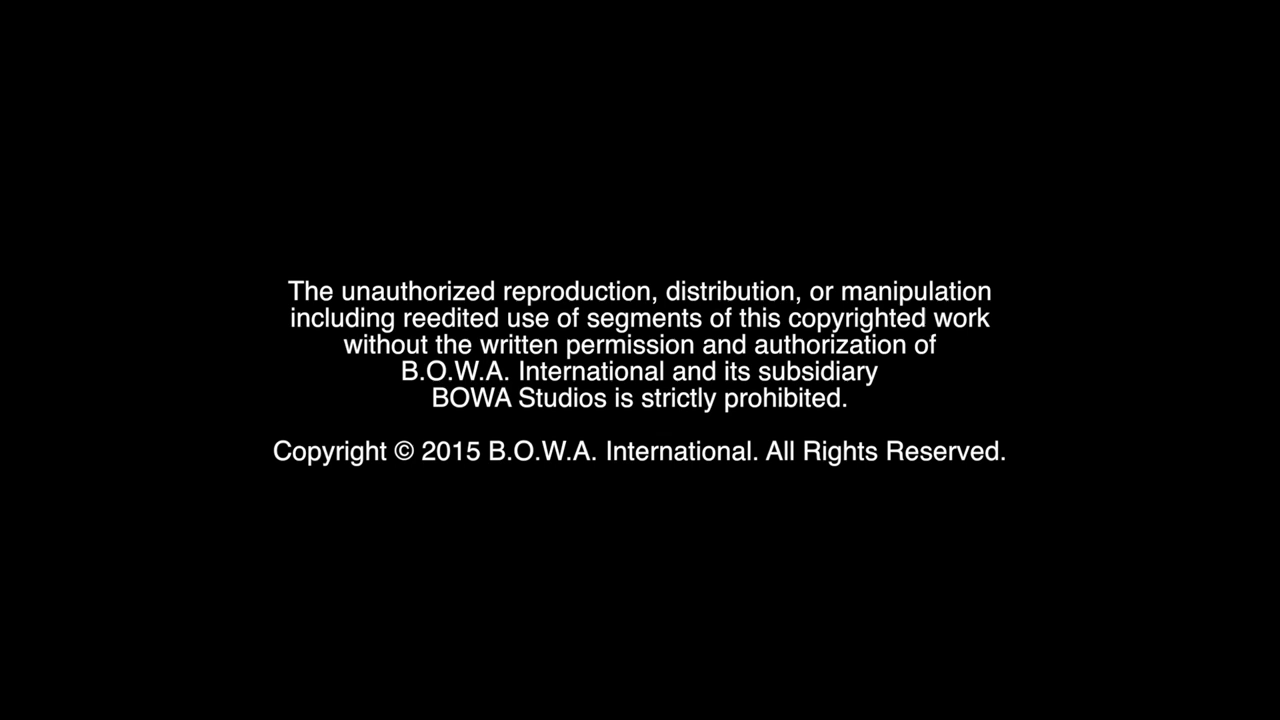 The unauthorized reproduction, distribution, or manipulation
including reedited use of segments of this copyrighted work
without the written permission and authorization of
B.O.W.A. International and its subsidiary
BOWA Studios is strictly prohibited.
Copyright © 2015 B.O.W.A. International. All Rights Reserved.